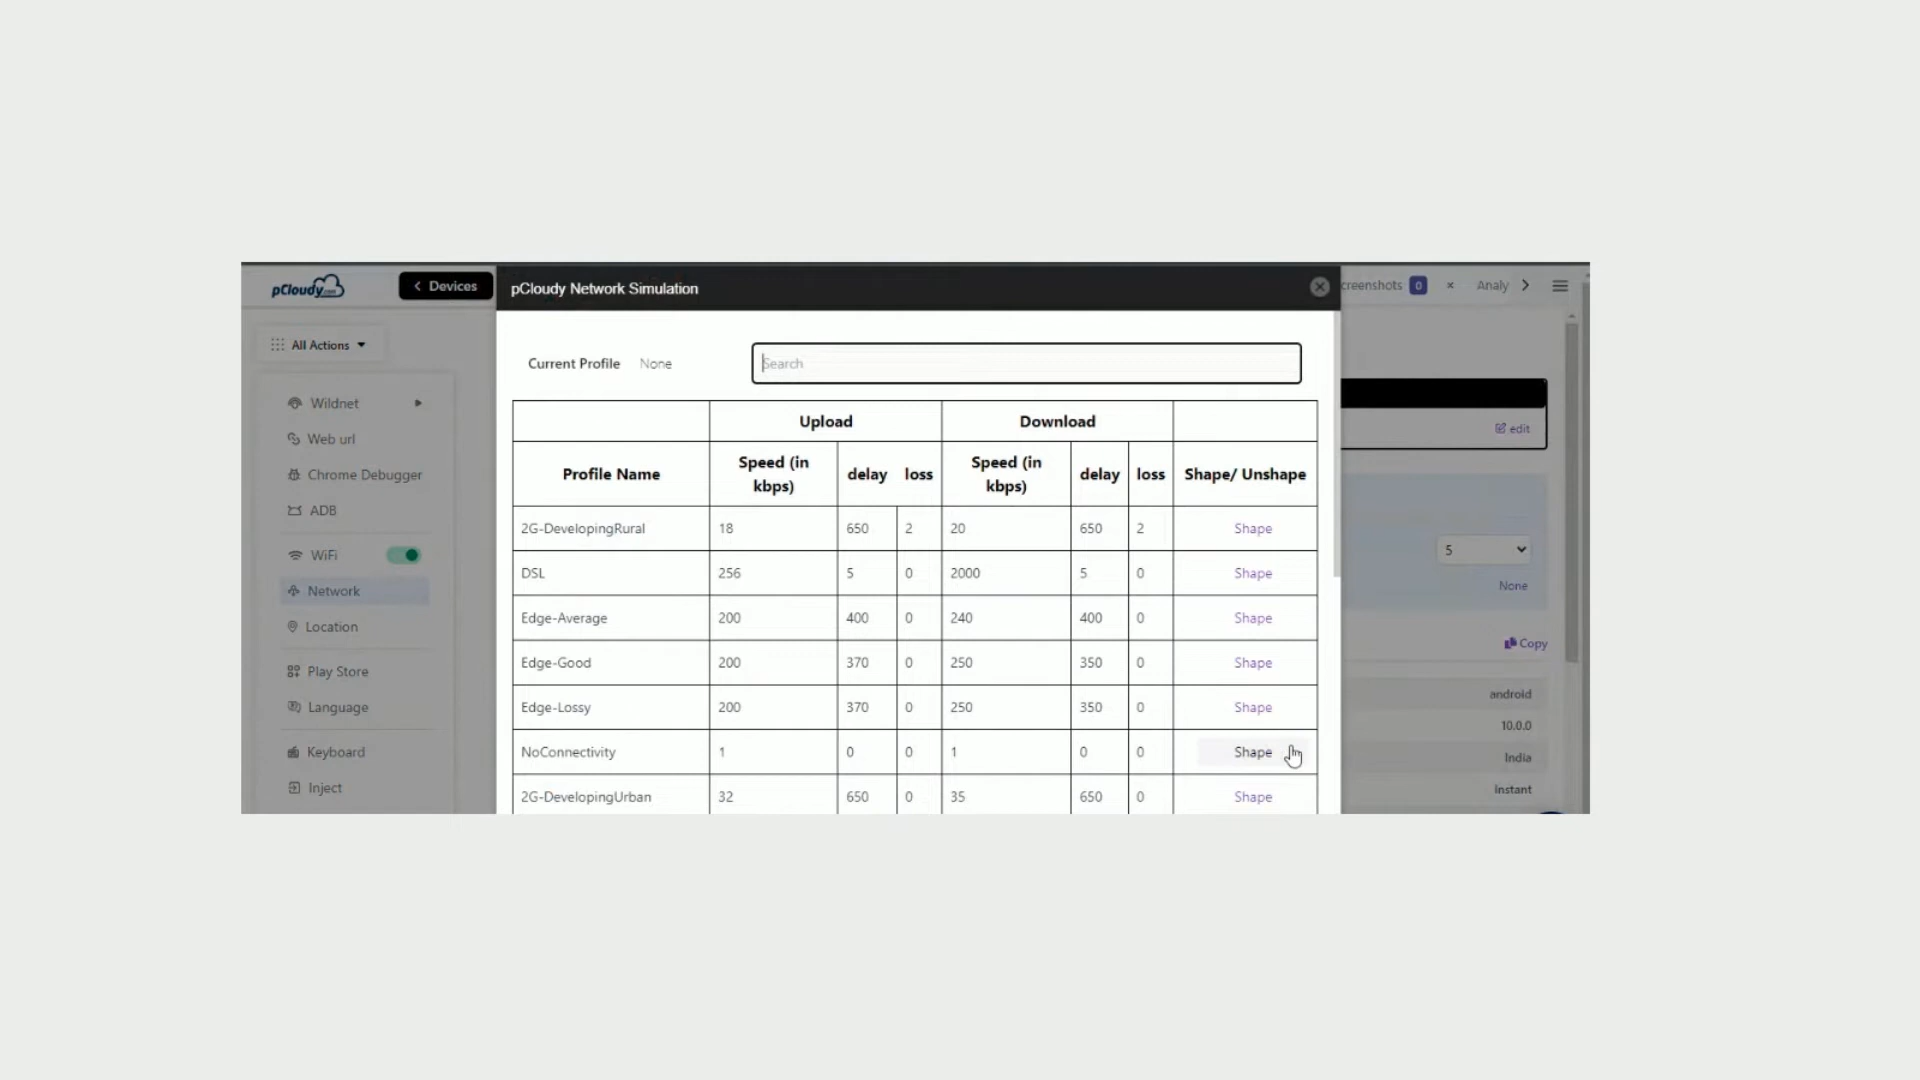 pCloudy.com
Devices
pCloudy Network Simulation
creenshots 0 × Analy
All Actions
Current Profile None Search
Wildnet
Web url
Chrome Debugger
ADB
WiFi
Network
Location
Play Store
Language
Keyboard
Inject
Upload Download
Profile Name Speed (in kbps) delay loss Speed (in kbps) delay loss Shape/ Unshape
2G-DevelopingRural 18 650 2 20 650 2 Shape
DSL 256 5 0 2000 5 0 Shape
Edge-Average 200 400 0 240 400 0 Shape
Edge-Good 200 370 0 250 350 0 Shape
Edge-Lossy 200 370 0 250 350 0 Shape
NoConnectivity 1 0 0 1 0 0 Shape
2G-DevelopingUrban 32 650 0 35 650 0 Shape
edit
5
None
Copy
android
10.0.0
India
Instant